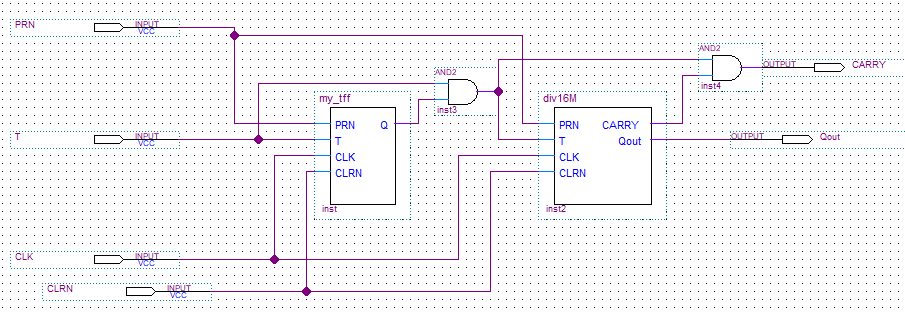 PRN INPUT
VCC
AND2
CARRY
OUTPUT
inst4
AND2
inst3
my_tff
PRN Q
T
CLK
CLRN
inst
div16M
PRN CARRY
T Qout
CLK
CLRN
inst2
T INPUT
VCC
OUTPUT Qout
CLK INPUT
VCC
CLRN INPUT
VCC